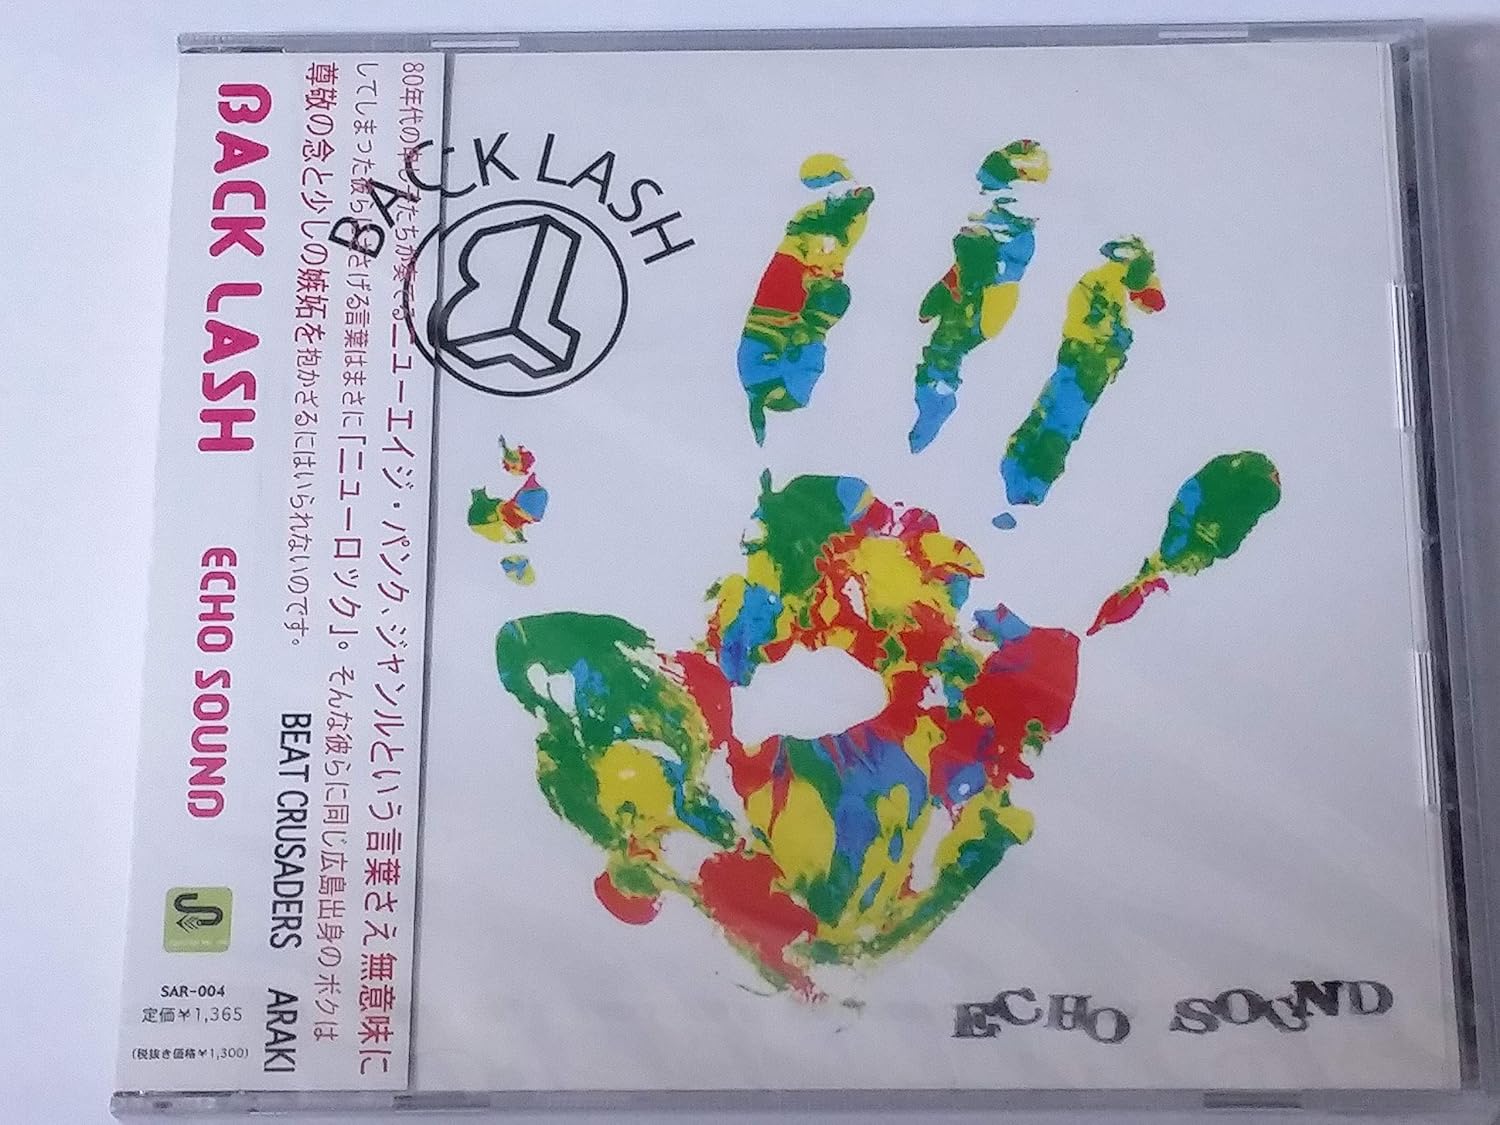 BACK LASH ECHO SOUND
80年代の申し子たちが奏でるニューエイジ・パンク、ジャンルという言葉さえ無意味に
してしまった彼らにささげる言葉はまさに「ニューロック」。そんな彼らに同じ広島出身のボクは
尊敬の念と少しの嫉妬を抱かざるにはいられないのです。
BEAT CRUSADERS ARAKI
SAR-004
定価¥1,365
(税抜き価格¥1,300)
BACK LASH
ECHO SOUND